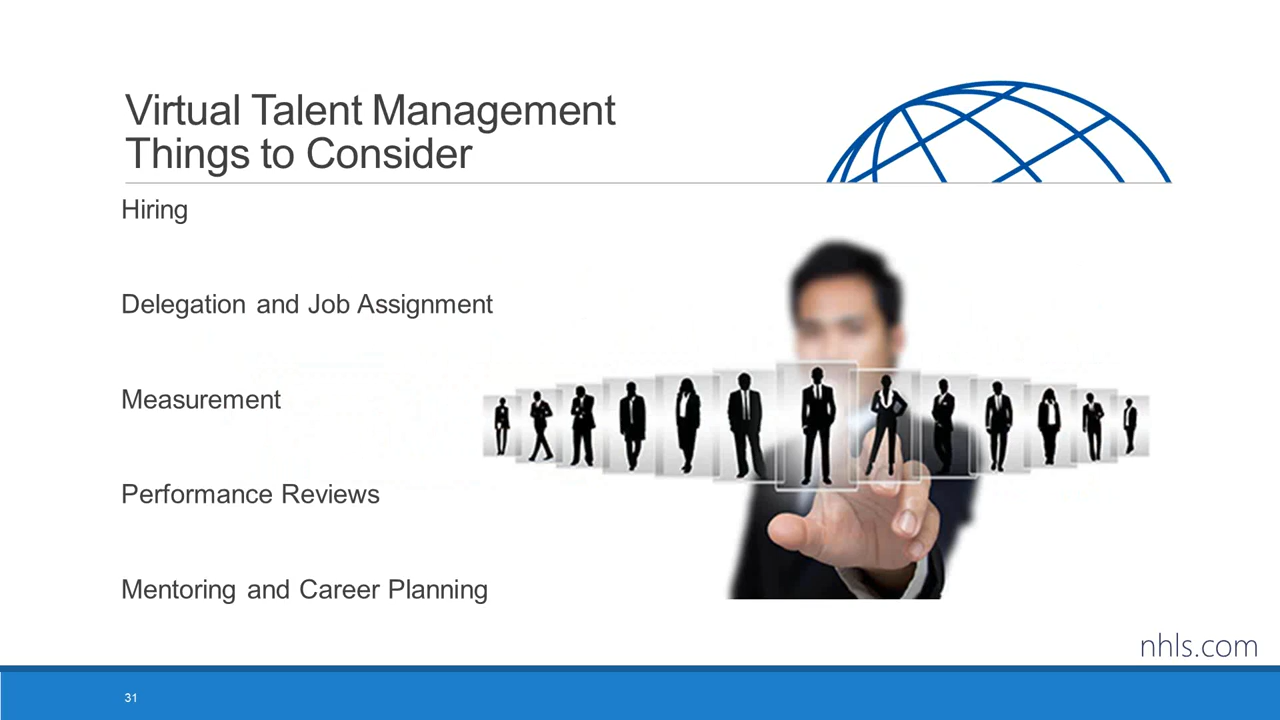 Virtual Talent Management
Things to Consider
Hiring
Delegation and Job Assignment
Measurement
Performance Reviews
Mentoring and Career Planning
nhls.com
31